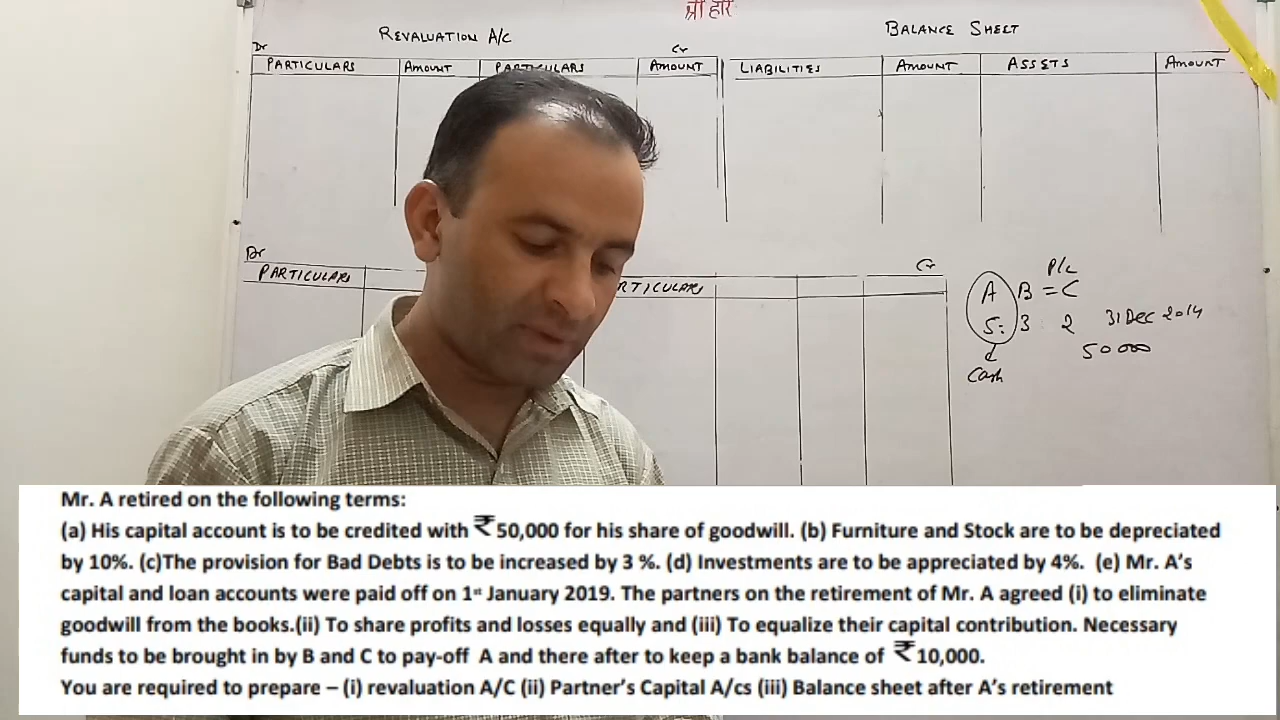 श्री हरि
REVALUATION A/C
BALANCE SHEET
Dr
Cr
PARTICULARS AMOUNT PARTICULARS AMOUNT LIABILITIES AMOUNT ASSETS AMOUNT
Dr
Cr
PARTICULARS RTICULARS
P/L
A B = C
5: 3 2 31 Dec 2014
50000
Cash
Mr. A retired on the following terms:
(a) His capital account is to be credited with ₹50,000 for his share of goodwill. (b) Furniture and Stock are to be depreciated
by 10%. (c)The provision for Bad Debts is to be increased by 3 %. (d) Investments are to be appreciated by 4%. (e) Mr. A's
capital and loan accounts were paid off on 1st January 2019. The partners on the retirement of Mr. A agreed (i) to eliminate
goodwill from the books.(ii) To share profits and losses equally and (iii) To equalize their capital contribution. Necessary
funds to be brought in by B and C to pay-off A and there after to keep a bank balance of ₹10,000.
You are required to prepare – (i) revaluation A/C (ii) Partner's Capital A/cs (iii) Balance sheet after A's retirement